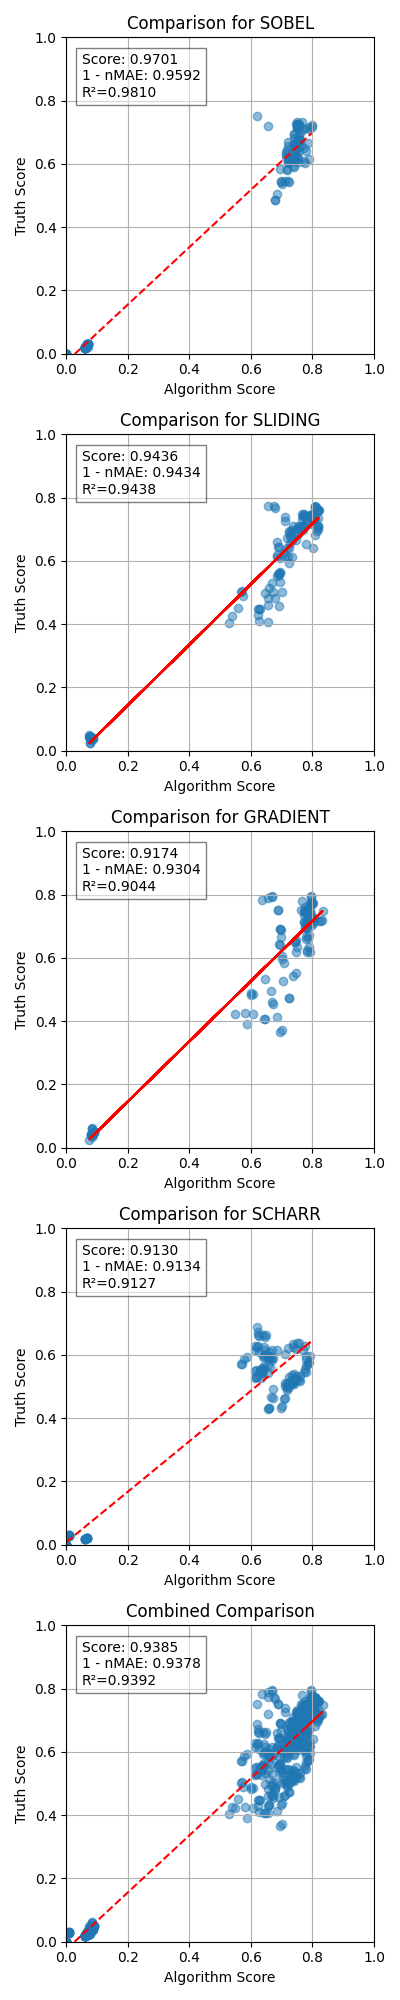 Comparison for SOBEL
1.0
Score: 0.9701
1 - nMAE: 0.9592
R²=0.9810
0.8
0.6
Truth Score
0.4
0.2
0.0
0.0 0.2 0.4 0.6 0.8 1.0
Algorithm Score
Comparison for SLIDING
1.0
Score: 0.9436
1 - nMAE: 0.9434
R²=0.9438
0.8
0.6
Truth Score
0.4
0.2
0.0
0.0 0.2 0.4 0.6 0.8 1.0
Algorithm Score
Comparison for GRADIENT
1.0
Score: 0.9174
1 - nMAE: 0.9304
R²=0.9044
0.8
0.6
Truth Score
0.4
0.2
0.0
0.0 0.2 0.4 0.6 0.8 1.0
Algorithm Score
Comparison for SCHARR
1.0
Score: 0.9130
1 - nMAE: 0.9134
R²=0.9127
0.8
0.6
Truth Score
0.4
0.2
0.0
0.0 0.2 0.4 0.6 0.8 1.0
Algorithm Score
Combined Comparison
1.0
Score: 0.9385
1 - nMAE: 0.9378
R²=0.9392
0.8
0.6
Truth Score
0.4
0.2
0.0
0.0 0.2 0.4 0.6 0.8 1.0
Algorithm Score